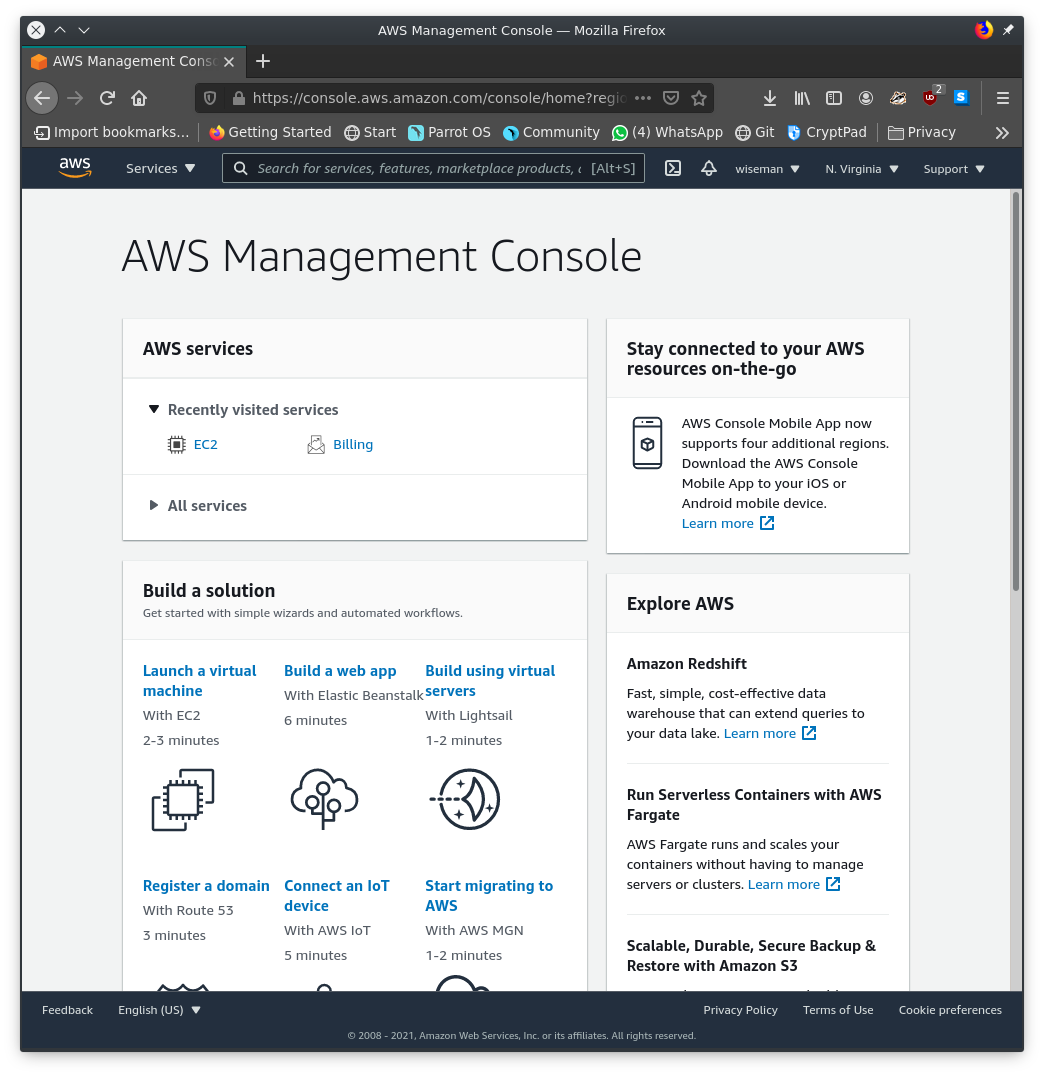 AWS Management Console — Mozilla Firefox
AWS Management Cons
https://console.aws.amazon.com/console/home?regio
2
Import bookmarks...
Getting Started
Start
Parrot OS
Community
(4) WhatsApp
Git
CryptPad
Privacy
aws
Services
Search for services, features, marketplace products, [Alt+S]
wiseman
N. Virginia
Support
AWS Management Console
AWS services
Recently visited services
EC2
Billing
All services
Stay connected to your AWS
resources on-the-go
AWS Console Mobile App now
supports four additional regions.
Download the AWS Console
Mobile App to your iOS or
Android mobile device.
Learn more
Build a solution
Get started with simple wizards and automated workflows.
Launch a virtual
machine
With EC2
2-3 minutes
Build a web app
With Elastic Beanstalk
6 minutes
Build using virtual
servers
With Lightsail
1-2 minutes
Register a domain
With Route 53
3 minutes
Connect an IoT
device
With AWS IoT
5 minutes
Start migrating to
AWS
With AWS MGN
1-2 minutes
Explore AWS
Amazon Redshift
Fast, simple, cost-effective data
warehouse that can extend queries to
your data lake. Learn more
Run Serverless Containers with AWS
Fargate
AWS Fargate runs and scales your
containers without having to manage
servers or clusters. Learn more
Scalable, Durable, Secure Backup &
Restore with Amazon S3
Feedback
English (US)
Privacy Policy
Terms of Use
Cookie preferences
© 2008 - 2021, Amazon Web Services, Inc. or its affiliates. All rights reserved.